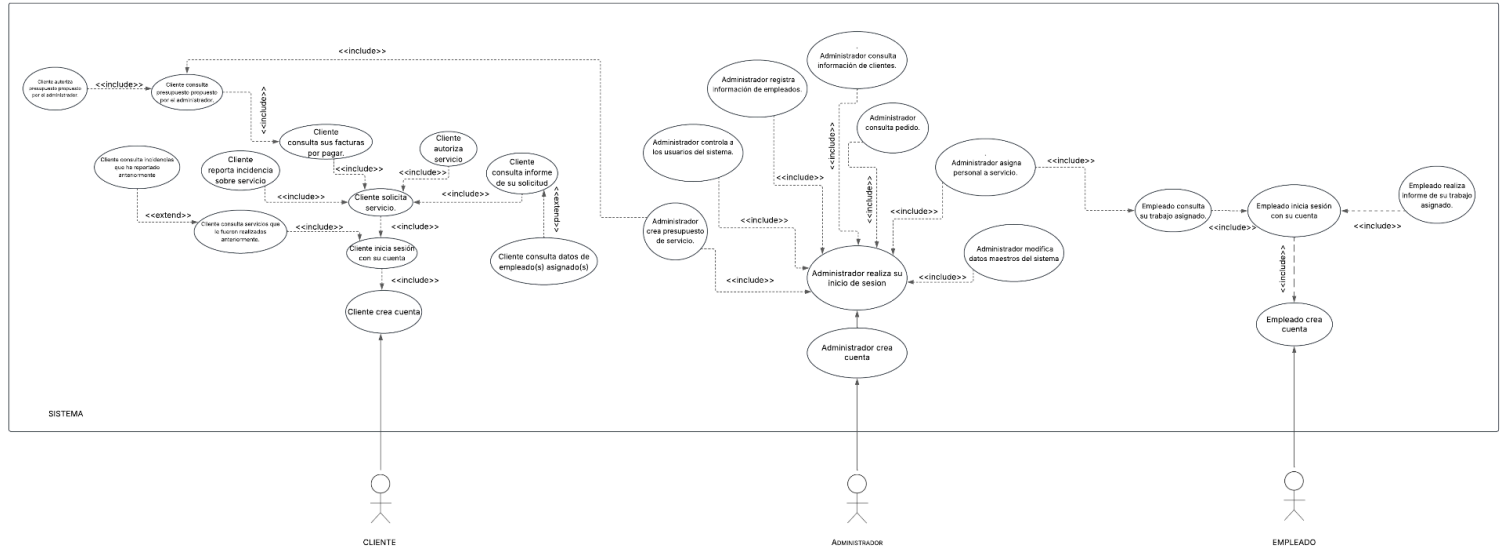 <<include>>
Cliente autoriza
presupuesto propuesto
por el administrador.
<<include>>
Cliente consulta
presupuesto propuesto
por el administrador.
<<include>>
Cliente
consulta sus facturas
por pagar.
Cliente
autoriza
servicio
Cliente consulta incidencias
que ha reportado
anteriormente
Cliente
reporta incidencia
sobre servicio
<<include>>
<<include>>
Cliente
consulta informe
de su solicitud
<<include>>
Cliente solicita
servicio.
<<include>>
<<extend>>
<<extend>>
Cliente consulta servicios que
le fueron realizados
anteriormente.
<<include>>
<<include>>
Cliente inicia sesión
con su cuenta
Cliente consulta datos de
empleado(s) asignado(s)
<<include>>
Cliente crea cuenta
Administrador consulta
información de clientes.
Administrador registra
información de empleados.
Administrador
consulta pedido.
<<include>>
Administrador controla a
los usuarios del sistema.
Administrador asigna
personal a servicio.
<<include>>
<<include>>
<<include>>
Administrador
crea presupuesto
de servicio.
<<include>>
<<include>>
<<include>>
Administrador modifica
datos maestros del sistema
Administrador realiza su
inicio de sesion
<<include>>
<<include>>
Administrador crea
cuenta
<<include>>
Empleado consulta
su trabajo asignado.
<<include>>
Empleado inicia sesión
con su cuenta
Empleado realiza
informe de su trabajo
asignado.
<<include>>
<<include>>
Empleado crea
cuenta
SISTEMA
CLIENTE
ADMINISTRADOR
EMPLEADO